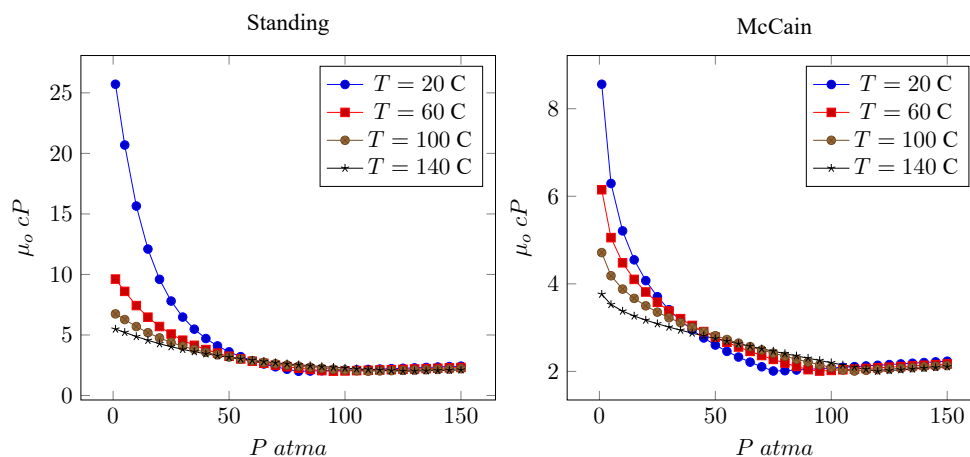 Standing
T = 20 C
T = 60 C
T = 100 C
T = 140 C
25
20
15
10
5
0
μo cP
0
50
100
150
P atma
McCain
T = 20 C
T = 60 C
T = 100 C
T = 140 C
8
6
4
2
μo cP
0
50
100
150
P atma